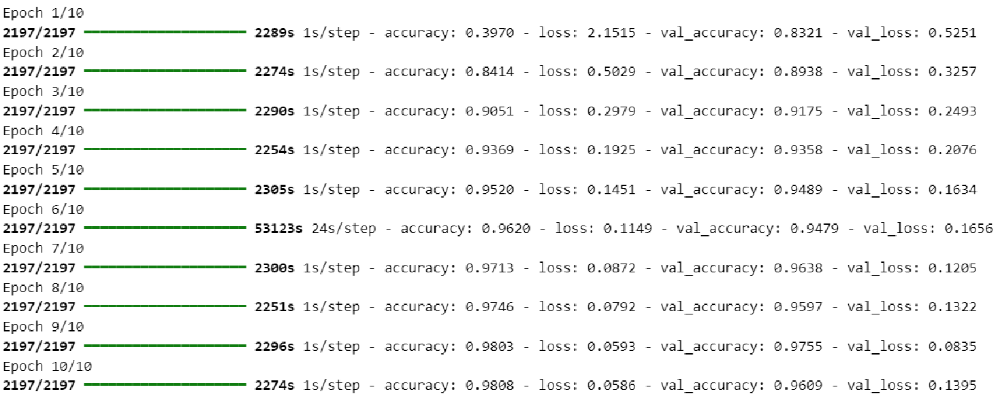 Epoch 1/10
2197/2197 ━━━━━━━━━━━━━━━━━━━━ 2289s 1s/step - accuracy: 0.3970 - loss: 2.1515 - val_accuracy: 0.8321 - val_loss: 0.5251
Epoch 2/10
2197/2197 ━━━━━━━━━━━━━━━━━━━━ 2274s 1s/step - accuracy: 0.8414 - loss: 0.5029 - val_accuracy: 0.8938 - val_loss: 0.3257
Epoch 3/10
2197/2197 ━━━━━━━━━━━━━━━━━━━━ 2290s 1s/step - accuracy: 0.9051 - loss: 0.2979 - val_accuracy: 0.9175 - val_loss: 0.2493
Epoch 4/10
2197/2197 ━━━━━━━━━━━━━━━━━━━━ 2254s 1s/step - accuracy: 0.9369 - loss: 0.1925 - val_accuracy: 0.9358 - val_loss: 0.2076
Epoch 5/10
2197/2197 ━━━━━━━━━━━━━━━━━━━━ 2305s 1s/step - accuracy: 0.9520 - loss: 0.1451 - val_accuracy: 0.9489 - val_loss: 0.1634
Epoch 6/10
2197/2197 ━━━━━━━━━━━━━━━━━━━━ 53123s 24s/step - accuracy: 0.9620 - loss: 0.1149 - val_accuracy: 0.9479 - val_loss: 0.1656
Epoch 7/10
2197/2197 ━━━━━━━━━━━━━━━━━━━━ 2300s 1s/step - accuracy: 0.9713 - loss: 0.0872 - val_accuracy: 0.9638 - val_loss: 0.1205
Epoch 8/10
2197/2197 ━━━━━━━━━━━━━━━━━━━━ 2251s 1s/step - accuracy: 0.9746 - loss: 0.0792 - val_accuracy: 0.9597 - val_loss: 0.1322
Epoch 9/10
2197/2197 ━━━━━━━━━━━━━━━━━━━━ 2296s 1s/step - accuracy: 0.9803 - loss: 0.0593 - val_accuracy: 0.9755 - val_loss: 0.0835
Epoch 10/10
2197/2197 ━━━━━━━━━━━━━━━━━━━━ 2274s 1s/step - accuracy: 0.9808 - loss: 0.0586 - val_accuracy: 0.9609 - val_loss: 0.1395